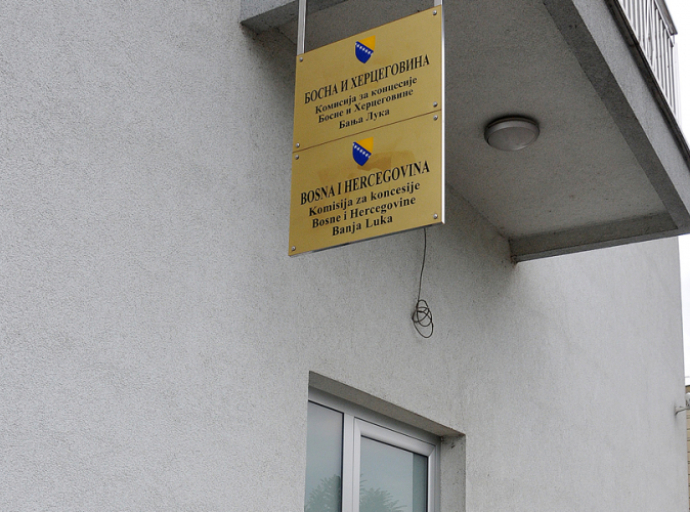 БОСНА И ХЕРЦЕГОВИНА
Комисија за концесије
Босне и Херцеговине
Бања Лука
BOSNA I HERCEGOVINA
Komisija za koncesije
Bosne i Hercegovine
Banja Luka